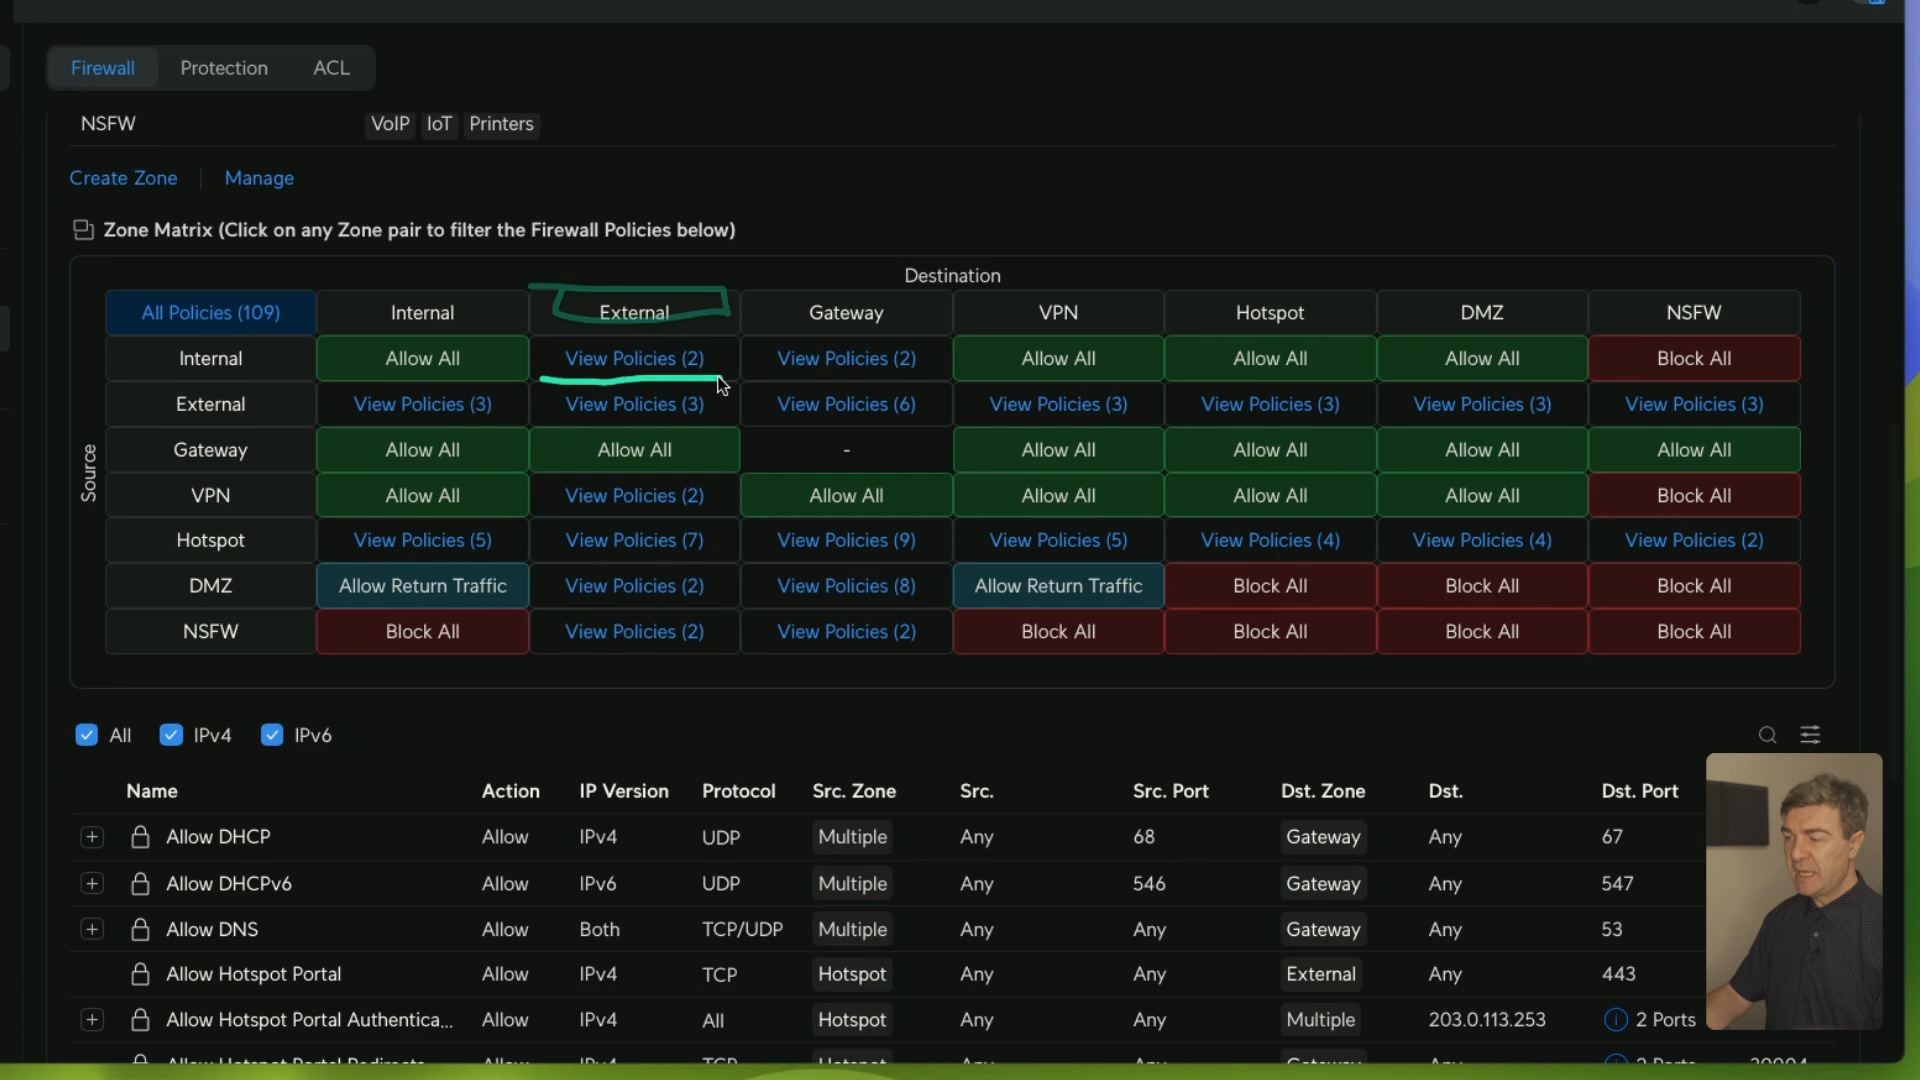 Firewall Protection ACL
NSFW VoIP IoT Printers
Create Zone Manage
Zone Matrix (Click on any Zone pair to filter the Firewall Policies below)
Destination
All Policies (109) Internal External Gateway VPN Hotspot DMZ NSFW
Internal Allow All View Policies (2) View Policies (2) Allow All Allow All Allow All Block All
External View Policies (3) View Policies (3) View Policies (6) View Policies (3) View Policies (3) View Policies (3) View Policies (3)
Source
Gateway Allow All Allow All - Allow All Allow All Allow All Allow All
VPN Allow All View Policies (2) Allow All Allow All Allow All Allow All Block All
Hotspot View Policies (5) View Policies (7) View Policies (9) View Policies (5) View Policies (4) View Policies (4) View Policies (2)
DMZ Allow Return Traffic View Policies (2) View Policies (8) Allow Return Traffic Block All Block All Block All
NSFW Block All View Policies (2) View Policies (2) Block All Block All Block All Block All
All IPv4 IPv6
Name Action IP Version Protocol Src. Zone Src. Src. Port Dst. Zone Dst. Dst. Port
Allow DHCP Allow IPv4 UDP Multiple Any 68 Gateway Any 67
Allow DHCPv6 Allow IPv6 UDP Multiple Any 546 Gateway Any 547
Allow DNS Allow Both TCP/UDP Multiple Any Any Gateway Any 53
Allow Hotspot Portal Allow IPv4 TCP Hotspot Any Any External Any 443
Allow Hotspot Portal Authentica... Allow IPv4 All Hotspot Any Any Multiple 203.0.113.253 2 Ports